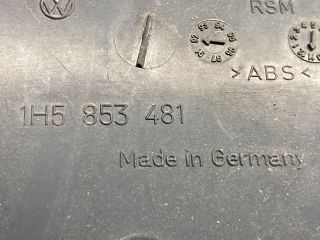 RSM
>ABS<
1H5 853 481
Made in Germany